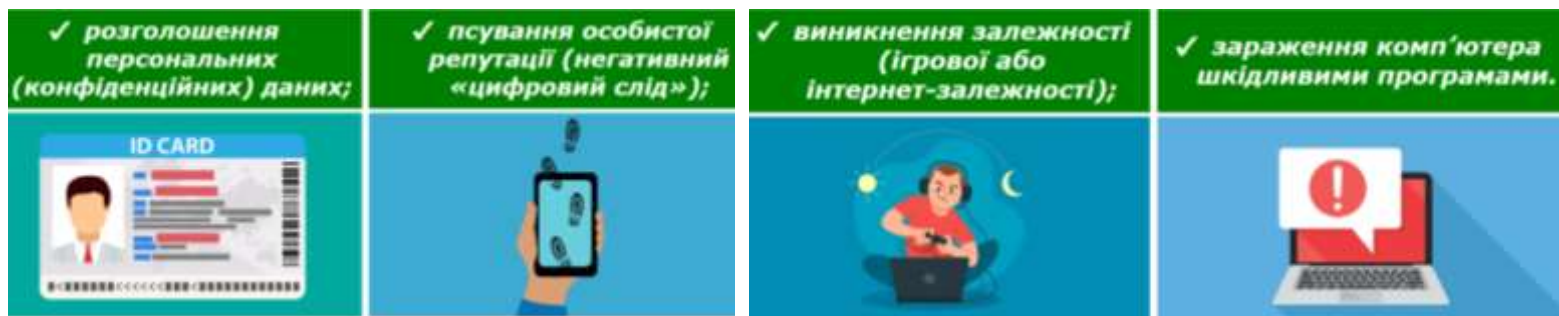 ✓ розголошення
персональних
(конфіденційних) даних;
✓ псування особистої
репутації (негативний
«цифровий слід»);
✓ виникнення залежності
(ігрової або
інтернет-залежності);
✓ зараження комп’ютера
шкідливими програмами.
ID CARD